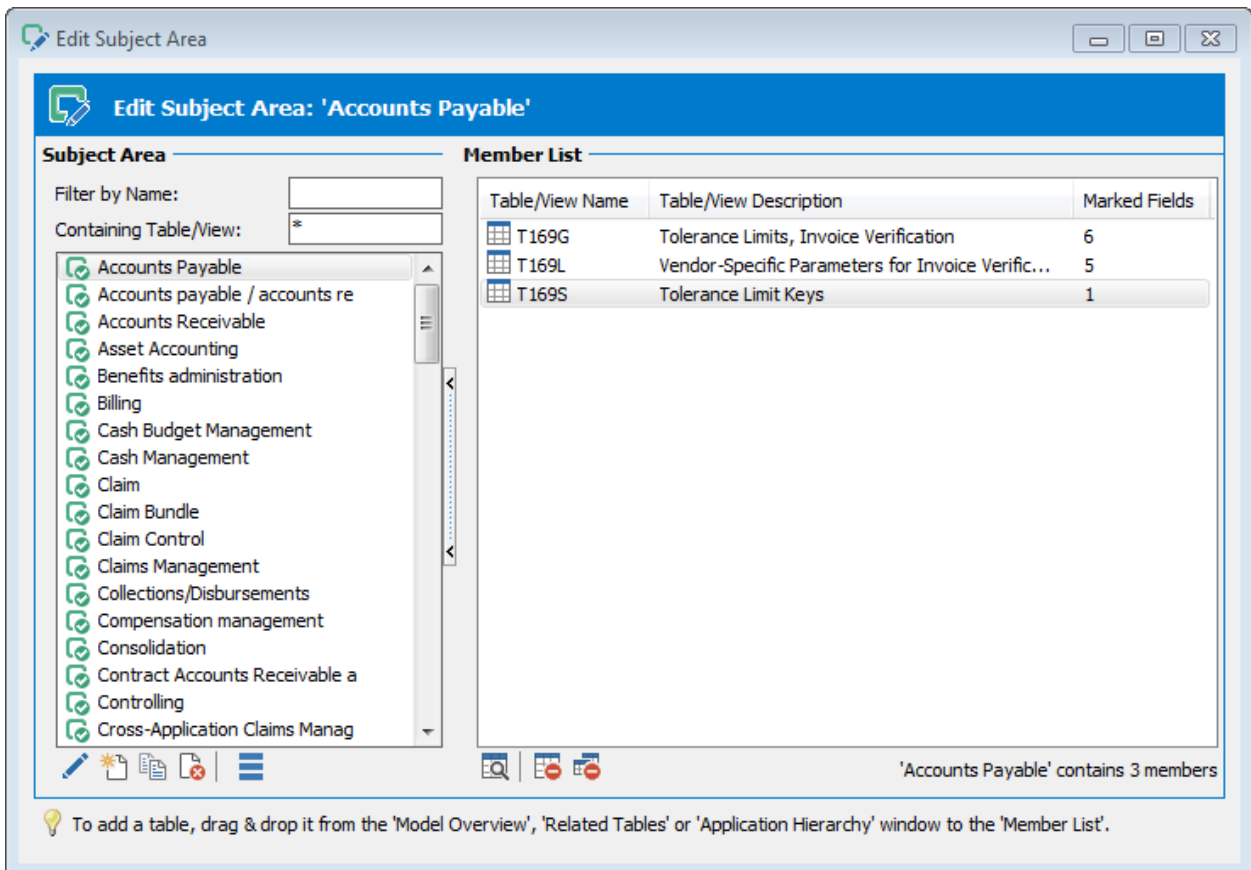 Edit Subject Area
Edit Subject Area: 'Accounts Payable'
Subject Area
Filter by Name:
Containing Table/View: *
Accounts Payable
Accounts payable / accounts re
Accounts Receivable
Asset Accounting
Benefits administration
Billing
Cash Budget Management
Cash Management
Claim
Claim Bundle
Claim Control
Claims Management
Collections/Disbursements
Compensation management
Consolidation
Contract Accounts Receivable a
Controlling
Cross-Application Claims Manag
Member List
Table/View Name Table/View Description Marked Fields
T169G Tolerance Limits, Invoice Verification 6
T169L Vendor-Specific Parameters for Invoice Verific... 5
T169S Tolerance Limit Keys 1
'Accounts Payable' contains 3 members
To add a table, drag & drop it from the 'Model Overview', 'Related Tables' or 'Application Hierarchy' window to the 'Member List'.